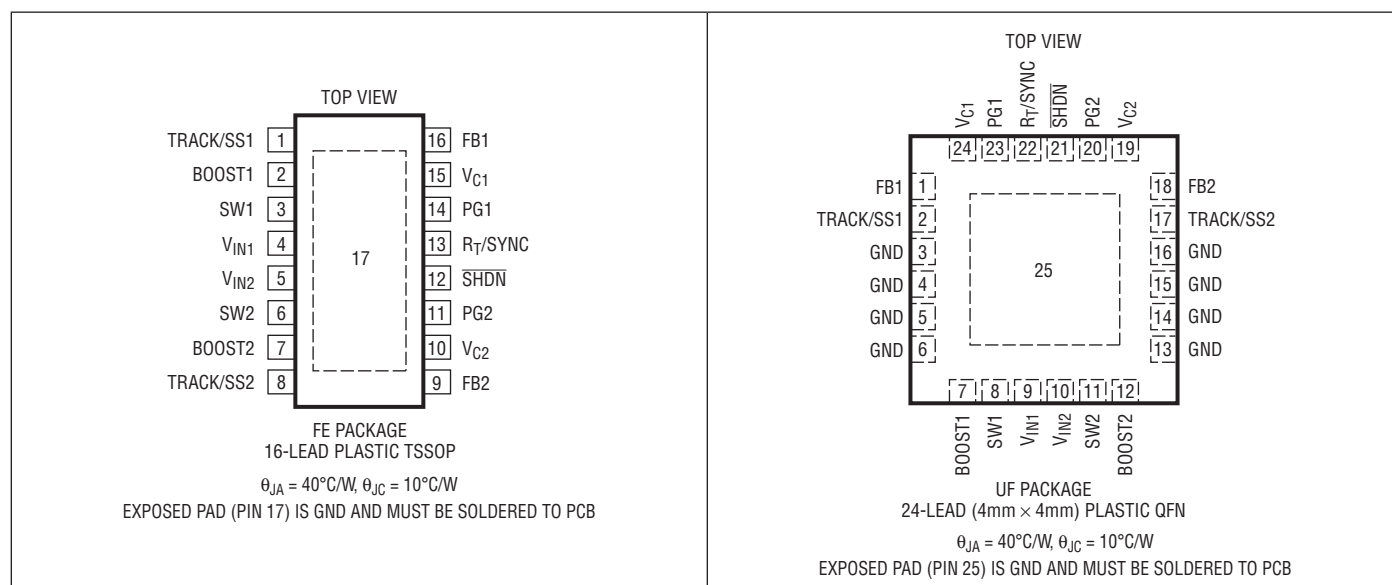 TOP VIEW
TRACK/SS1 1
BOOST1 2
SW1 3
VIN1 4
VIN2 5
SW2 6
BOOST2 7
TRACK/SS2 8
17
16 FB1
15 VC1
14 PG1
13 RT/SYNC
12 SHDN
11 PG2
10 VC2
9 FB2
FE PACKAGE
16-LEAD PLASTIC TSSOP
θJA = 40°C/W, θJC = 10°C/W
EXPOSED PAD (PIN 17) IS GND AND MUST BE SOLDERED TO PCB
TOP VIEW
VC1 PG1 RT/SYNC SHDN PG2 VC2
24 23 22 21 20 19
FB1 1
TRACK/SS1 2
GND 3
GND 4
GND 5
GND 6
25
18 FB2
17 TRACK/SS2
16 GND
15 GND
14 GND
13 GND
7 8 9 10 11 12
BOOST1 SW1 VIN1 VIN2 SW2 BOOST2
UF PACKAGE
24-LEAD (4mm × 4mm) PLASTIC QFN
θJA = 40°C/W, θJC = 10°C/W
EXPOSED PAD (PIN 25) IS GND AND MUST BE SOLDERED TO PCB